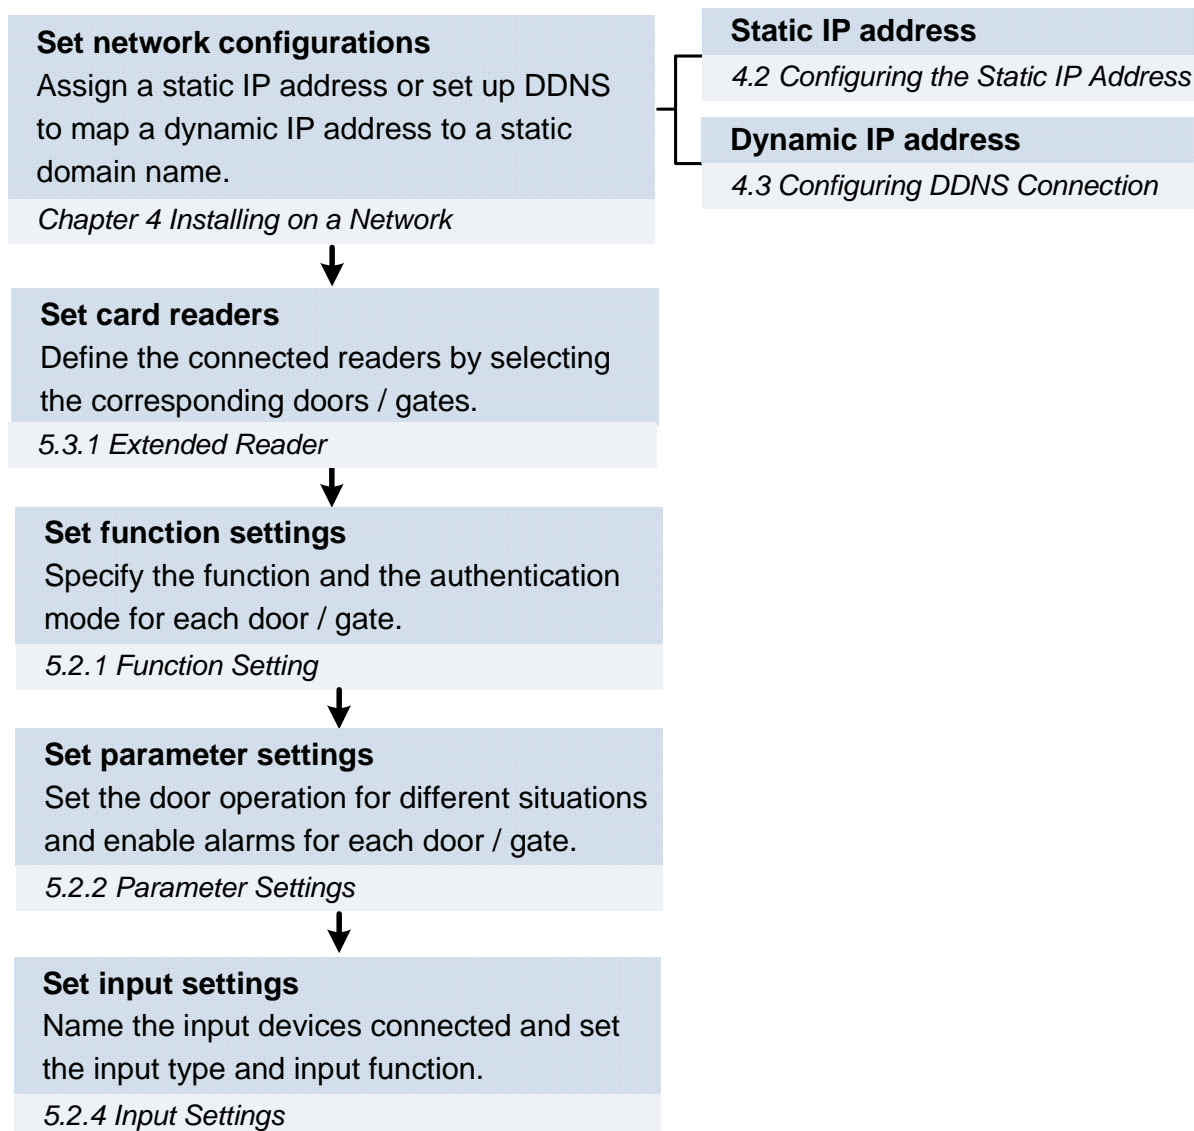 Set network configurations
Assign a static IP address or set up DDNS
to map a dynamic IP address to a static
domain name.
Chapter 4 Installing on a Network
Static IP address
4.2 Configuring the Static IP Address
Dynamic IP address
4.3 Configuring DDNS Connection
Set card readers
Define the connected readers by selecting
the corresponding doors / gates.
5.3.1 Extended Reader
Set function settings
Specify the function and the authentication
mode for each door / gate.
5.2.1 Function Setting
Set parameter settings
Set the door operation for different situations
and enable alarms for each door / gate.
5.2.2 Parameter Settings
Set input settings
Name the input devices connected and set
the input type and input function.
5.2.4 Input Settings